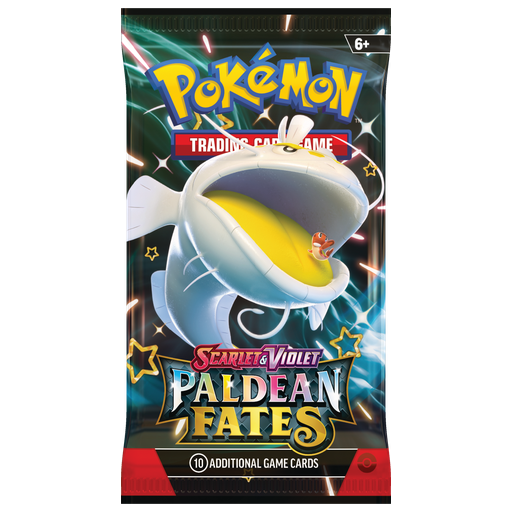 6+
POKéMON
TRADING CARD GAME
SCARLET & VIOLET
PALDEAN
FATES
10 ADDITIONAL GAME CARDS